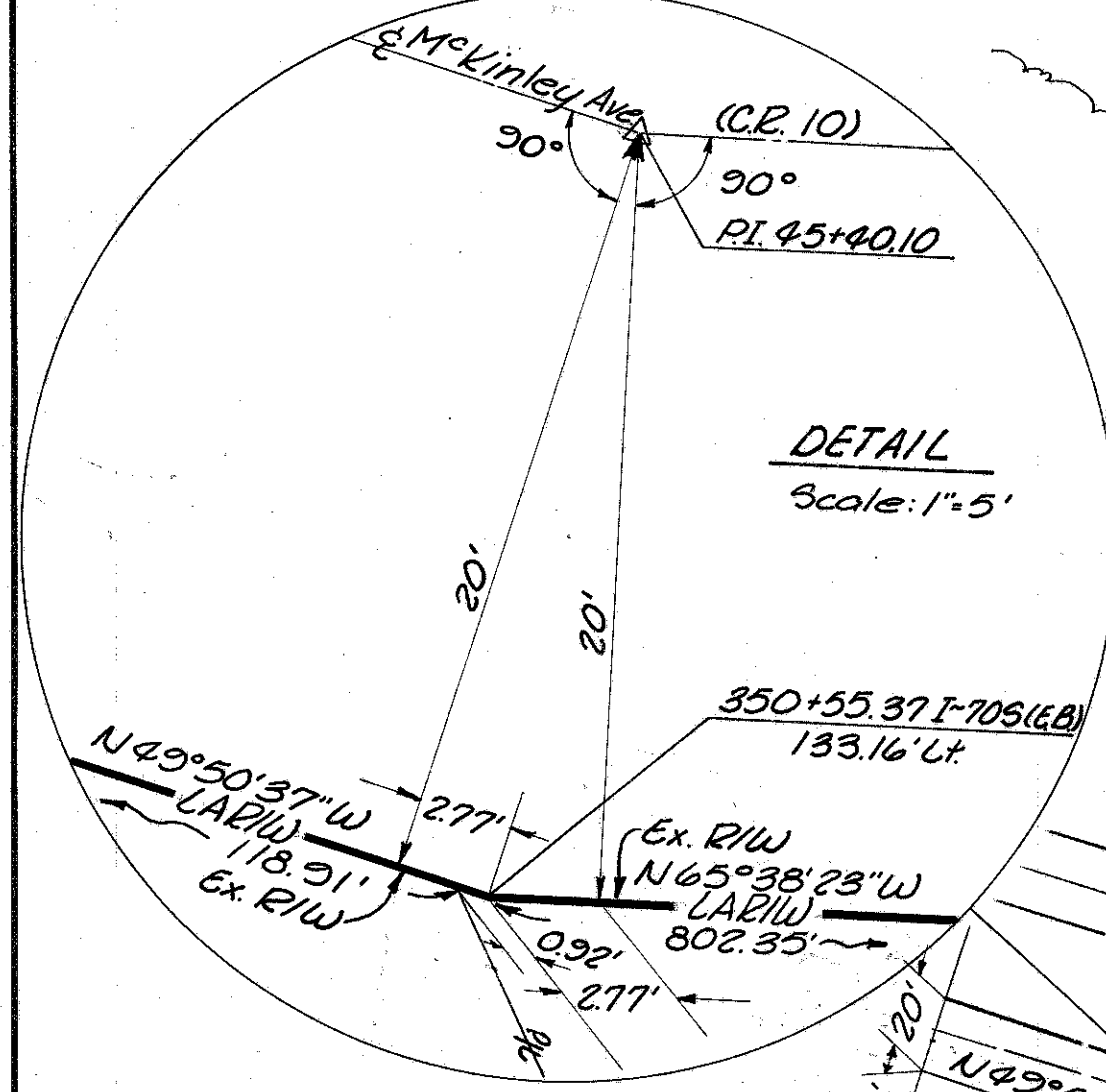 ℄ McKinley Ave.
(C.R. 10)
90°
90°
P.I. 45+40.10
DETAIL
Scale: 1"=5'
20'
20'
350+55.37 I-70S(E.B.)
133.16' Lt.
N49°50'37"W
LAR/W
118.91'
Ex. R/W
2.77'
Ex. R/W
N65°38'23"W
LAR/W
802.35'
0.92'
2.77'
20'